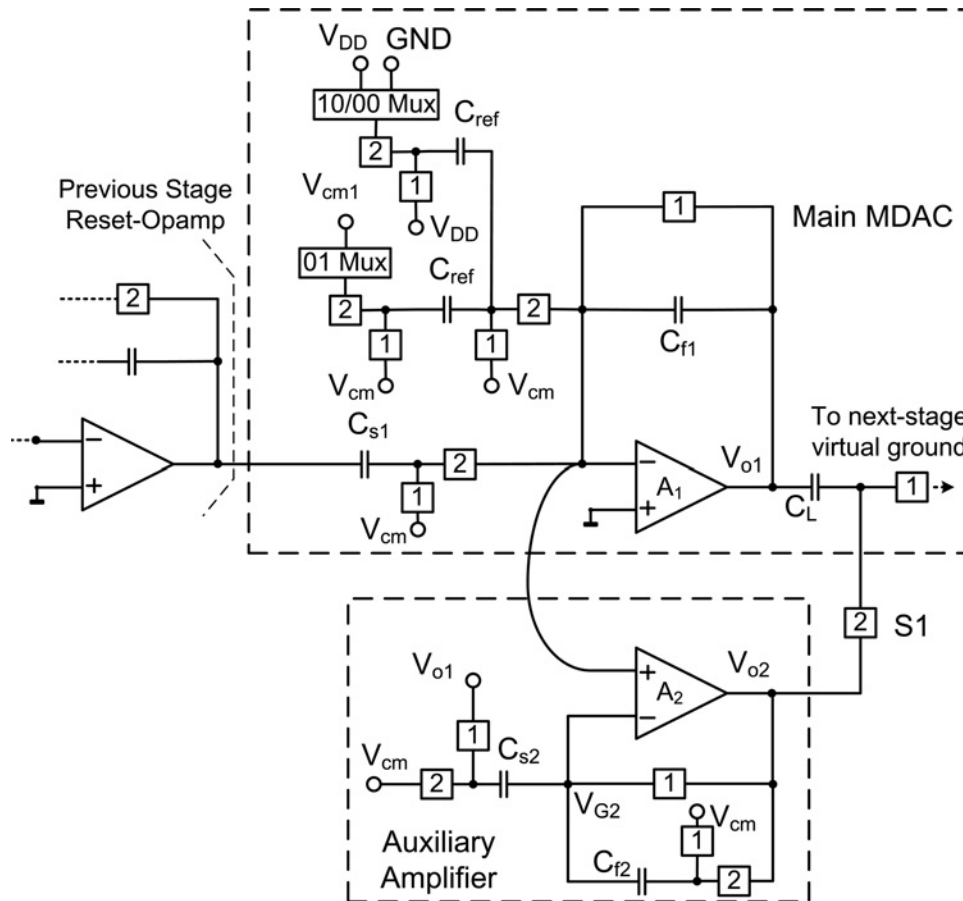 V_DD GND
10/00 Mux
C_ref
2
1
V_DD
Previous Stage
Reset-Opamp
V_cm1
01 Mux
C_ref
2
1
V_cm
1
V_cm
2
1
Main MDAC
C_f1
2
C_s1
2
1
V_cm
−
+
−
+
A_1
V_o1
C_L
To next-stage
virtual ground
1
2
S1
V_o1
1
V_cm
2
C_s2
+
−
A_2
V_o2
V_G2
1
V_cm
1
C_f2
2
Auxiliary
Amplifier